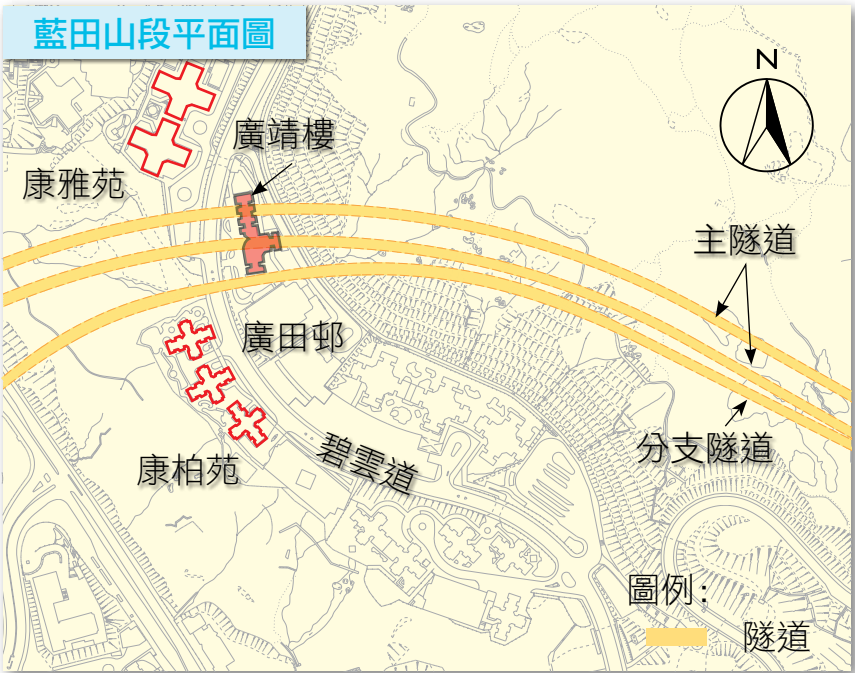 藍田山段平面圖
N
廣靖樓
康雅苑
主隧道
廣田邨
分支隧道
碧雲道
康柏苑
圖例：
隧道